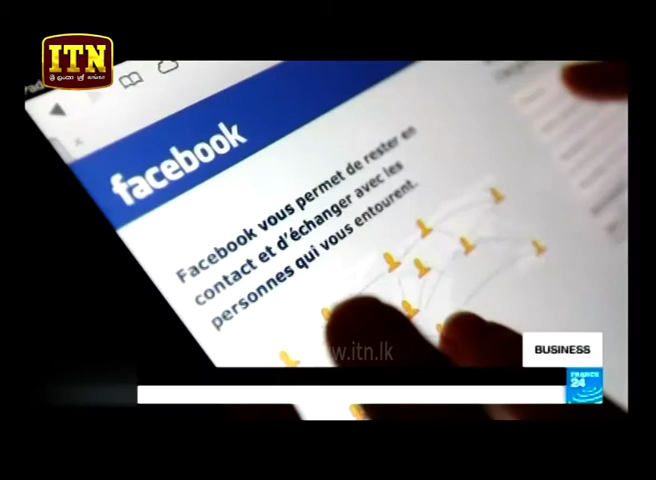 ITN
facebook
Facebook vous permet de rester en
contact et d'échanger avec les
personnes qui vous entourent.
www.itn.lk
BUSINESS
FRANCE
24